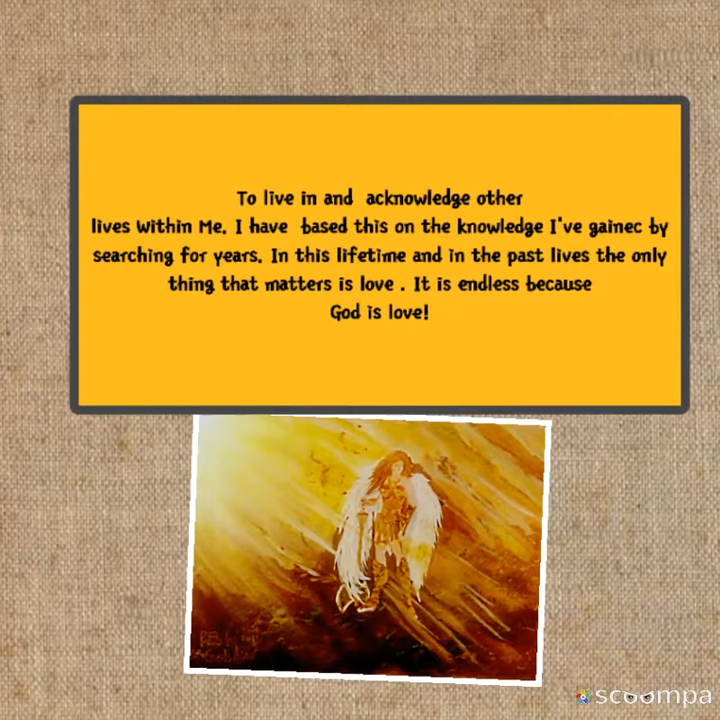 To live in and acknowledge other
lives within Me. I have based this on the knowledge I've gainec by
searching for years. In this lifetime and in the past lives the only
thing that matters is love . It is endless because
God is love!
scoompa